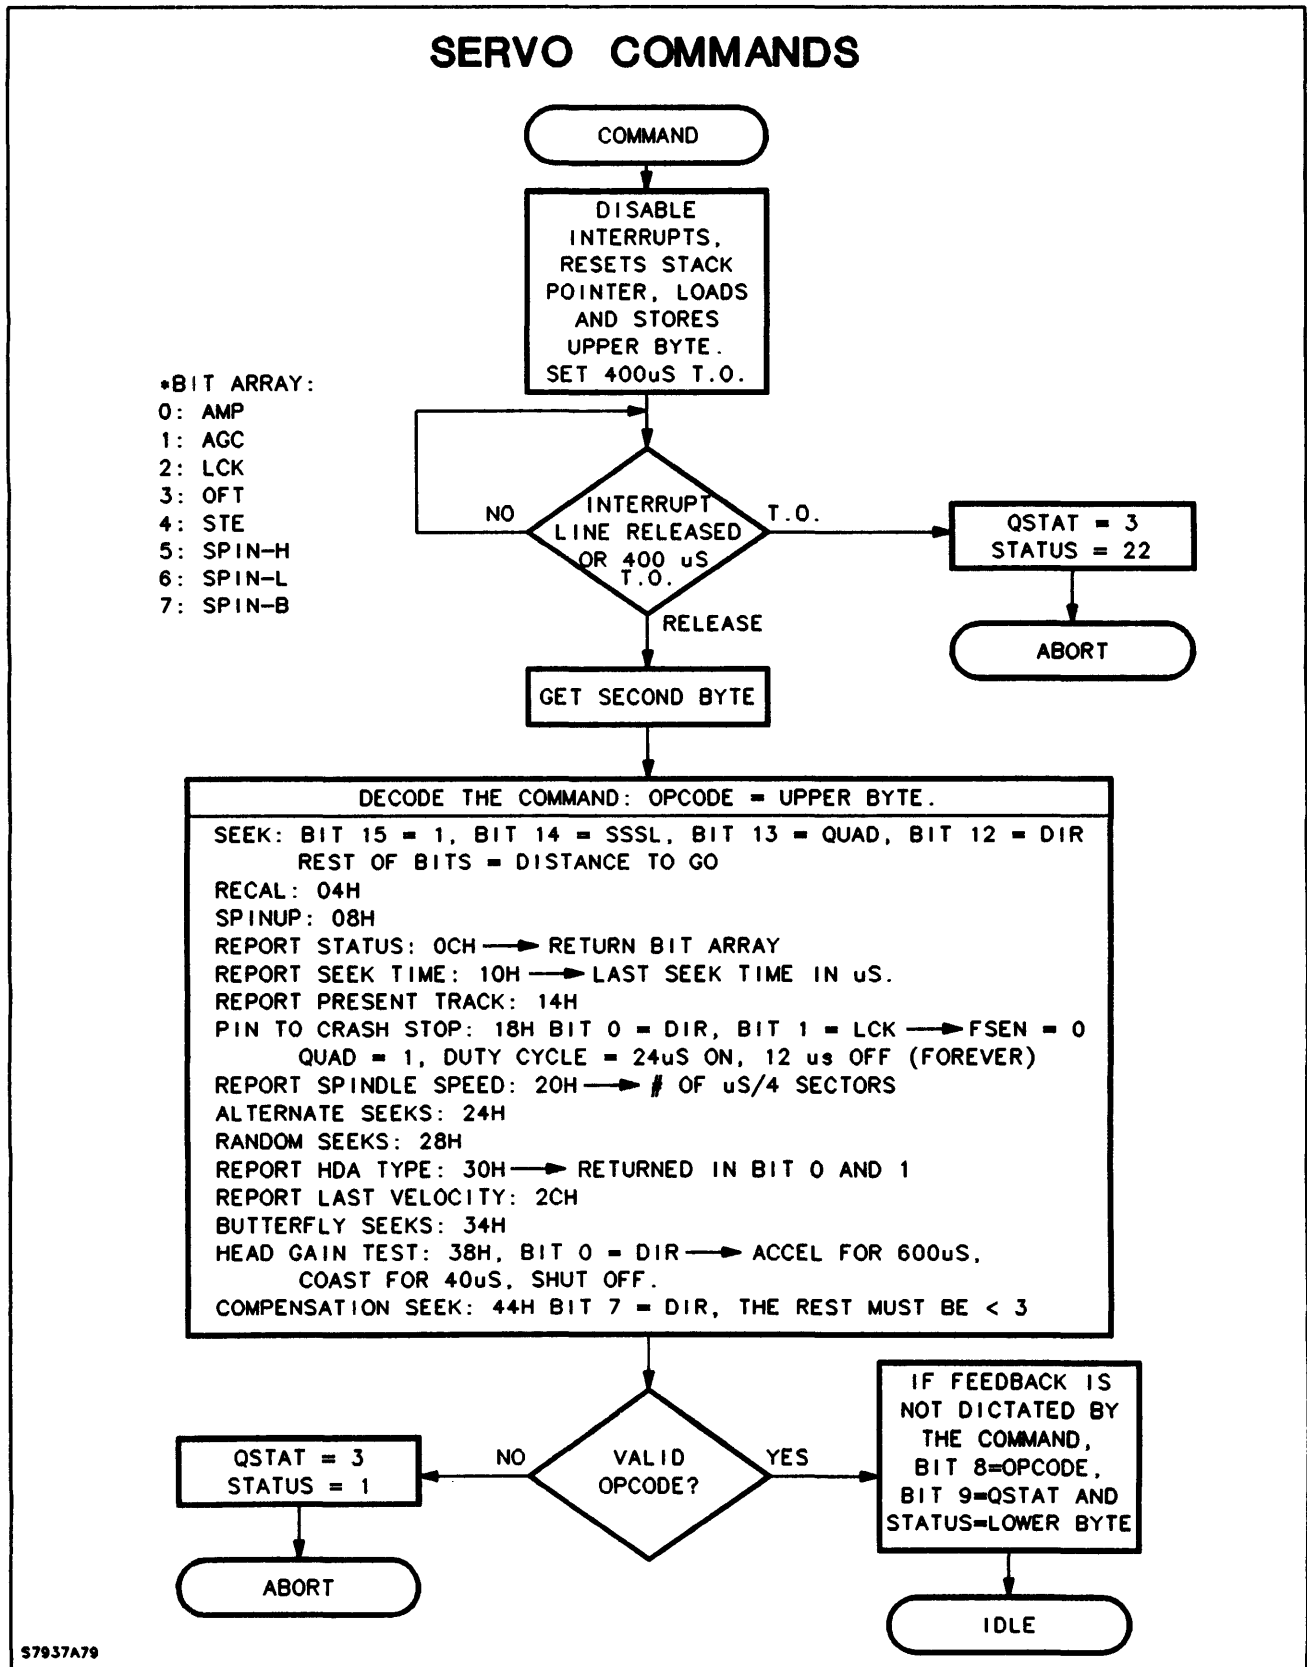 SERVO COMMANDS
COMMAND
DISABLE
INTERRUPTS,
RESETS STACK
POINTER, LOADS
AND STORES
UPPER BYTE.
SET 400uS T.O.
*BIT ARRAY:
0: AMP
1: AGC
2: LCK
3: OFT
4: STE
5: SPIN-H
6: SPIN-L
7: SPIN-B
NO
INTERRUPT
LINE RELEASED
OR 400 uS
T.O.
T.O.
QSTAT = 3
STATUS = 22
RELEASE
ABORT
GET SECOND BYTE
DECODE THE COMMAND: OPCODE = UPPER BYTE.
SEEK: BIT 15 = 1, BIT 14 = SSSL, BIT 13 = QUAD, BIT 12 = DIR
REST OF BITS = DISTANCE TO GO
RECAL: 04H
SPINUP: 08H
REPORT STATUS: 0CH → RETURN BIT ARRAY
REPORT SEEK TIME: 10H → LAST SEEK TIME IN uS.
REPORT PRESENT TRACK: 14H
PIN TO CRASH STOP: 18H BIT 0 = DIR, BIT 1 = LCK → FSEN = 0
QUAD = 1, DUTY CYCLE = 24uS ON, 12 us OFF (FOREVER)
REPORT SPINDLE SPEED: 20H → # OF uS/4 SECTORS
ALTERNATE SEEKS: 24H
RANDOM SEEKS: 28H
REPORT HDA TYPE: 30H → RETURNED IN BIT 0 AND 1
REPORT LAST VELOCITY: 2CH
BUTTERFLY SEEKS: 34H
HEAD GAIN TEST: 38H, BIT 0 = DIR → ACCEL FOR 600uS,
COAST FOR 40uS, SHUT OFF.
COMPENSATION SEEK: 44H BIT 7 = DIR, THE REST MUST BE < 3
QSTAT = 3
STATUS = 1
NO
VALID
OPCODE?
YES
IF FEEDBACK IS
NOT DICTATED BY
THE COMMAND,
BIT 8=OPCODE,
BIT 9=QSTAT AND
STATUS=LOWER BYTE
ABORT
IDLE
S7937A79